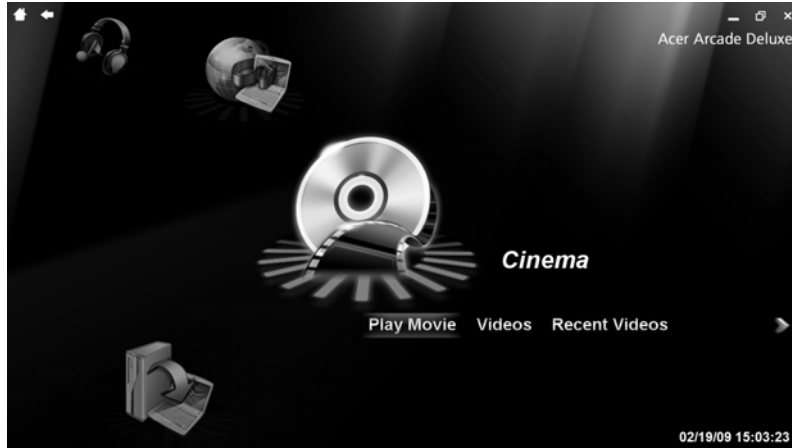 Acer Arcade Deluxe
Cinema
Play Movie Videos Recent Videos
02/19/09 15:03:23